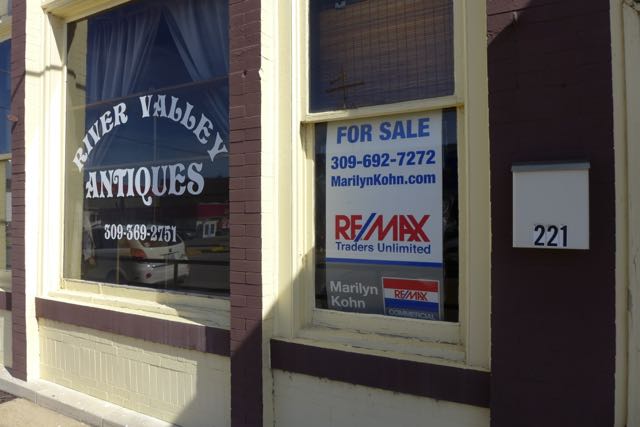 RIVER VALLEY
ANTIQUES
309-369-2751
FOR SALE
309-692-7272
MarilynKohn.com
RE/MAX
Traders Unlimited
Marilyn
Kohn
RE/MAX
COMMERCIAL
221